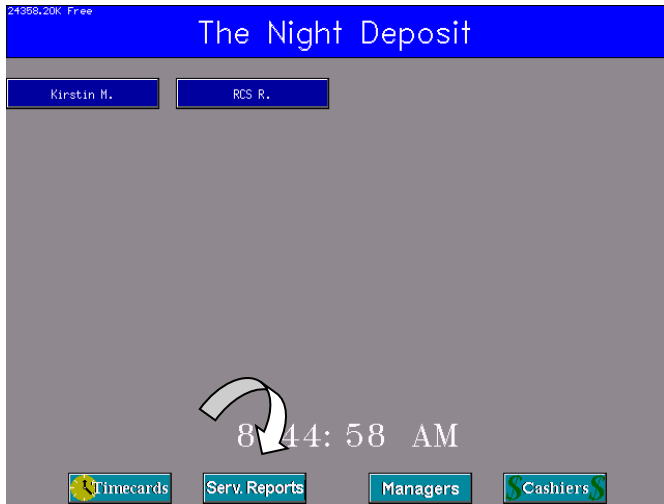 24358.20K Free
The Night Deposit
Kirstin M.
RCS R.
8 44: 58 AM
Timecards
Serv. Reports
Managers
$Cashiers$